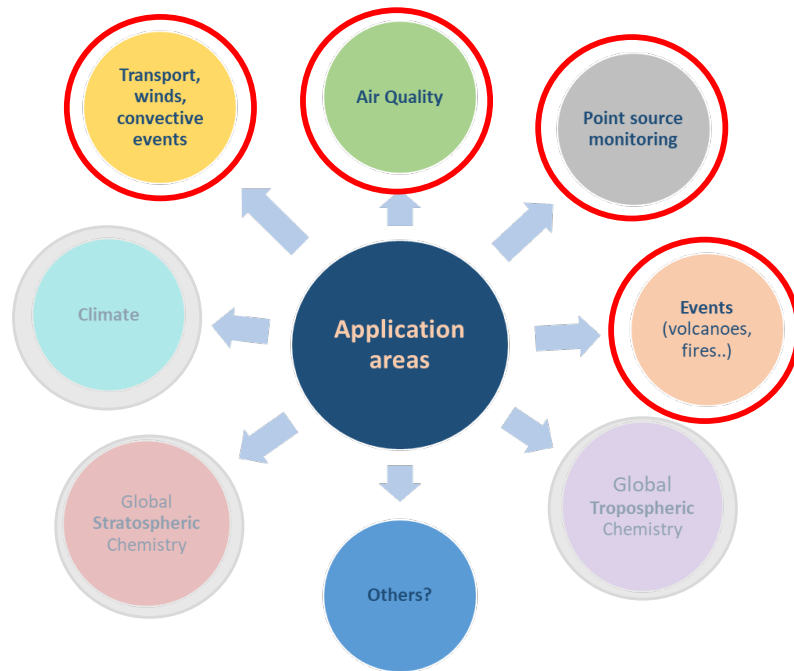 Transport,
winds,
convective
events
Air Quality
Point source
monitoring
Climate
Application
areas
Events
(volcanoes,
fires..)
Global
Stratospheric
Chemistry
Global
Tropospheric
Chemistry
Others?